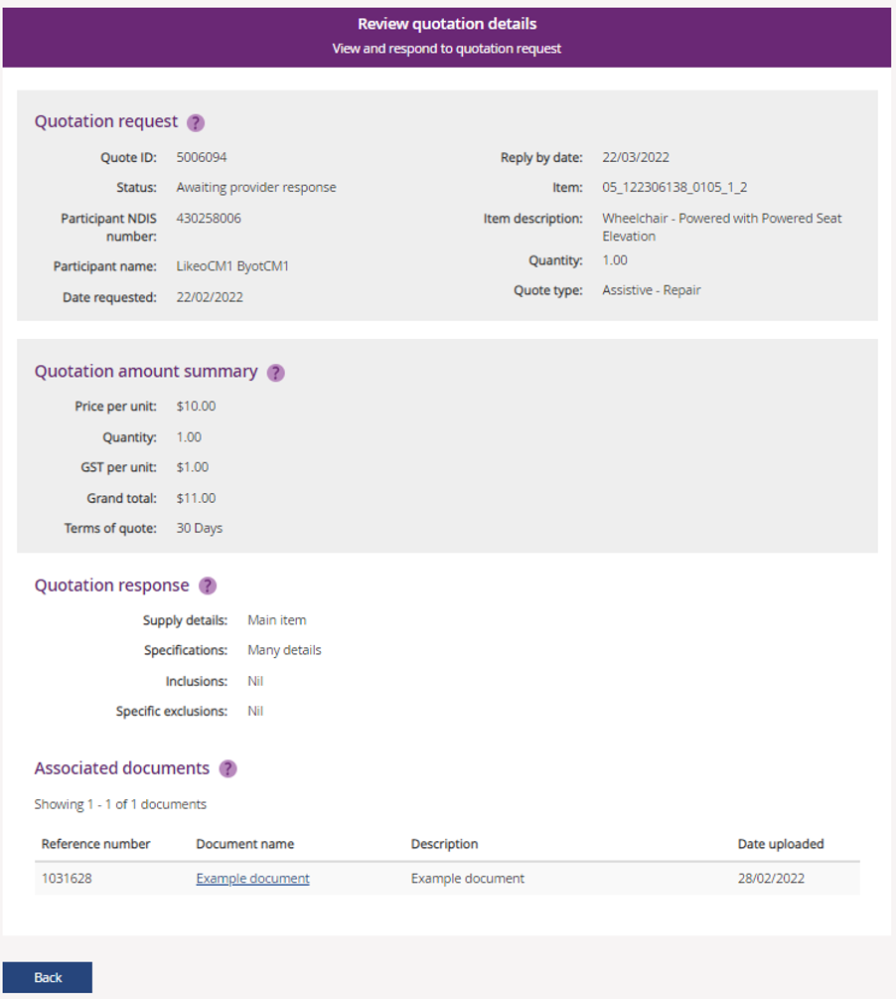 Review quotation details
View and respond to quotation request
Quotation request ?
Quote ID: 5006094
Status: Awaiting provider response
Participant NDIS
number: 430258006
Participant name: LikeoCM1 ByotCM1
Date requested: 22/02/2022
Reply by date: 22/03/2022
Item: 05_122306138_0105_1_2
Item description: Wheelchair - Powered with Powered Seat
Elevation
Quantity: 1.00
Quote type: Assistive - Repair
Quotation amount summary ?
Price per unit: $10.00
Quantity: 1.00
GST per unit: $1.00
Grand total: $11.00
Terms of quote: 30 Days
Quotation response ?
Supply details: Main item
Specifications: Many details
Inclusions: Nil
Specific exclusions: Nil
Associated documents ?
Showing 1 - 1 of 1 documents
Reference number Document name Description Date uploaded
1031628 Example document Example document 28/02/2022
Back